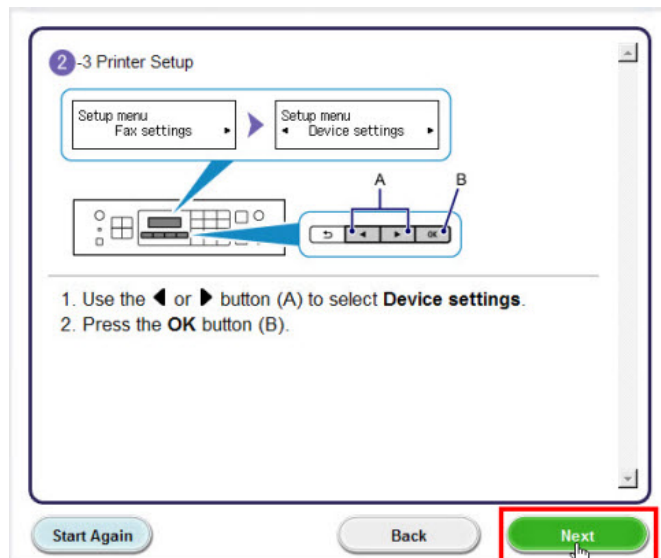 2-3 Printer Setup
Setup menu
Fax settings
Setup menu
Device settings
A
B
OK
1. Use the ◀ or ▶ button (A) to select Device settings.
2. Press the OK button (B).
Start Again
Back
Next